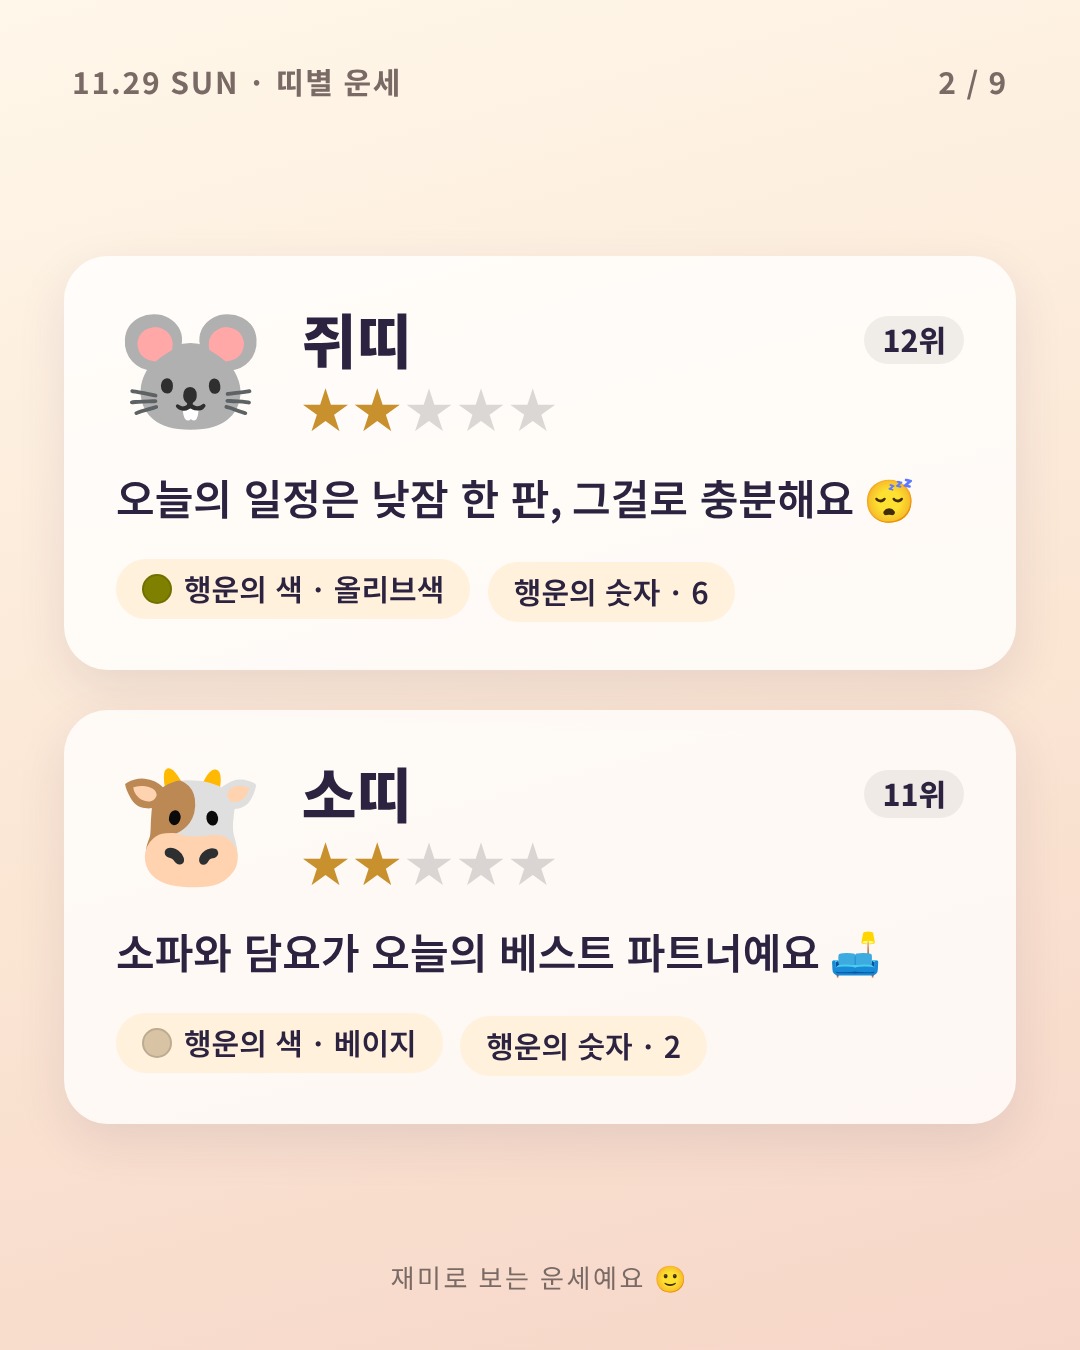 11.29 SUN · 띠별 운세
2 / 9
쥐띠
12위
★★★★★
오늘의 일정은 낮잠 한 판, 그걸로 충분해요 😴
행운의 색 · 올리브색
행운의 숫자 · 6
소띠
11위
★★★★★
소파와 담요가 오늘의 베스트 파트너예요 🛋️
행운의 색 · 베이지
행운의 숫자 · 2
재미로 보는 운세예요 🙂